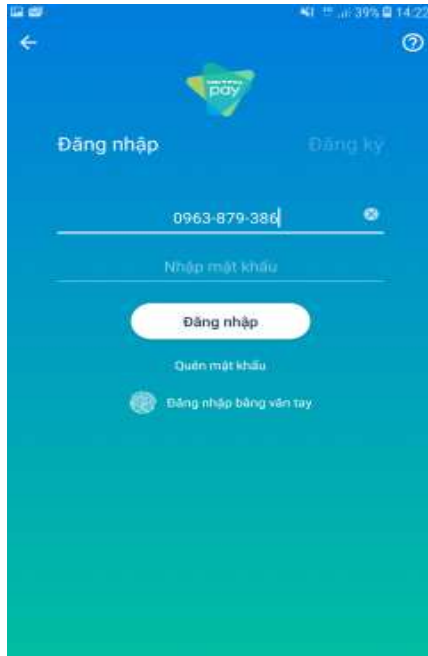 39% 14:22
pay
Đăng nhập Đăng ký
0963-879-386
Nhập mật khẩu
Đăng nhập
Quên mật khẩu
Đăng nhập bằng vân tay